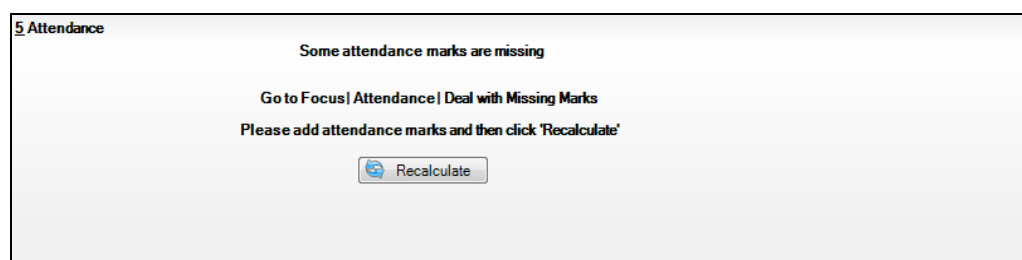 5 Attendance
Some attendance marks are missing
Go to Focus| Attendance| Deal with Missing Marks
Please add attendance marks and then click 'Recalculate'
Recalculate